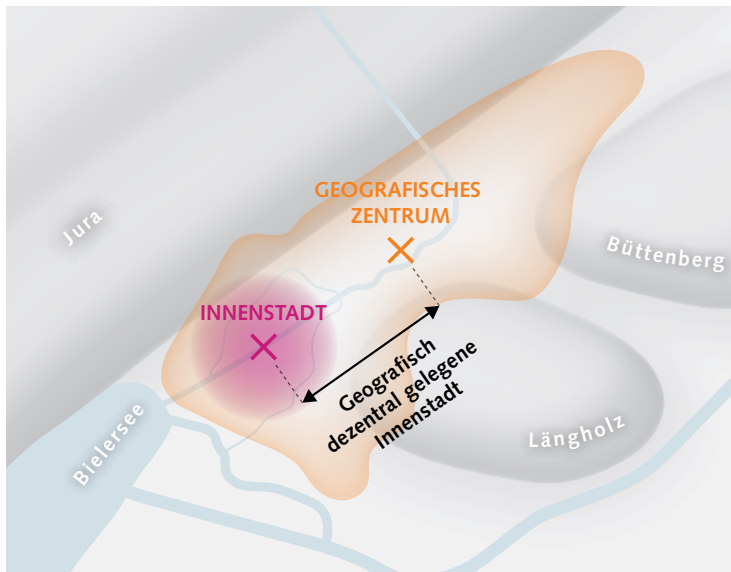 GEOGRAFISCHES
ZENTRUM
Jura
Büttenberg
INNENSTADT
Geografisch
dezentral gelegene
Innenstadt
Bielersee
Längholz